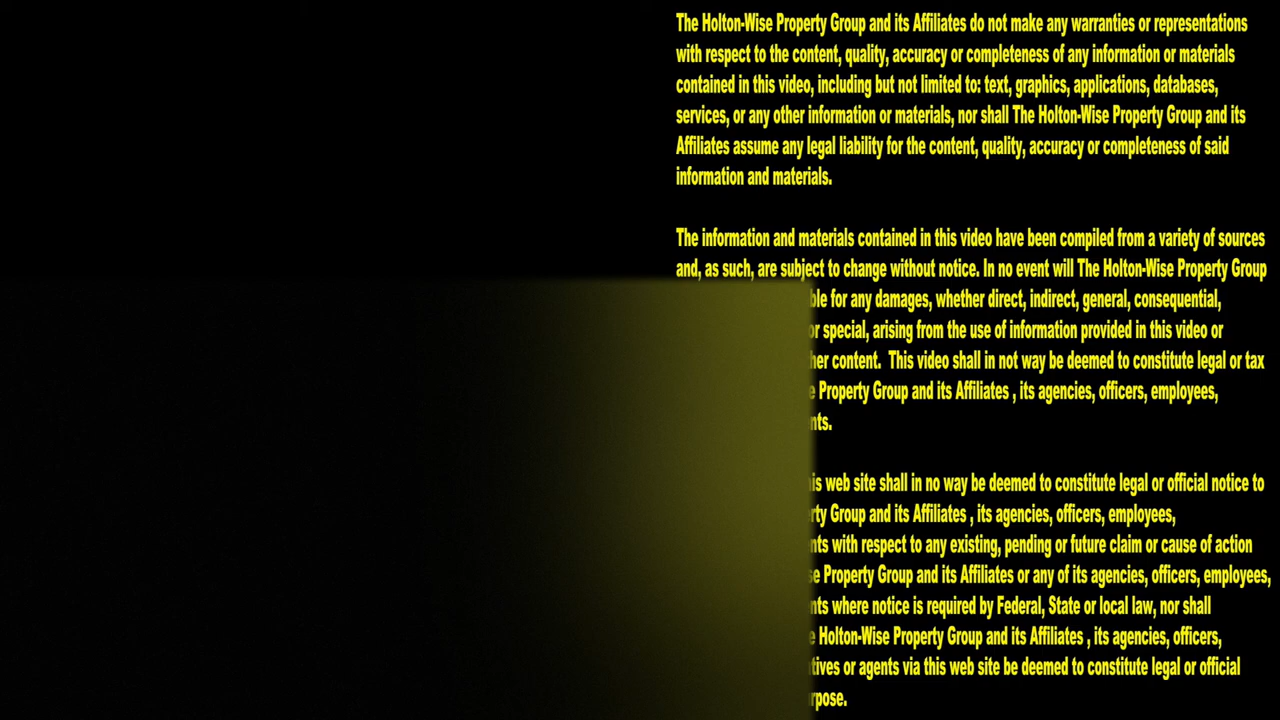 The Holton-Wise Property Group and its Affiliates do not make any warranties or representations
with respect to the content, quality, accuracy or completeness of any information or materials
contained in this video, including but not limited to: text, graphics, applications, databases,
services, or any other information or materials, nor shall The Holton-Wise Property Group and its
Affiliates assume any legal liability for the content, quality, accuracy or completeness of said
information and materials.
The information and materials contained in this video have been compiled from a variety of sources
and, as such, are subject to change without notice. In no event will The Holton-Wise Property Group
for any damages, whether direct, indirect, general, consequential,
special, arising from the use of information provided in this video or
content. This video shall in not way be deemed to constitute legal or tax
Property Group and its Affiliates , its agencies, officers, employees,
web site shall in no way be deemed to constitute legal or official notice to
Group and its Affiliates , its agencies, officers, employees,
with respect to any existing, pending or future claim or cause of action
Property Group and its Affiliates or any of its agencies, officers, employees,
where notice is required by Federal, State or local law, nor shall
Holton-Wise Property Group and its Affiliates , its agencies, officers,
or agents via this web site be deemed to constitute legal or official